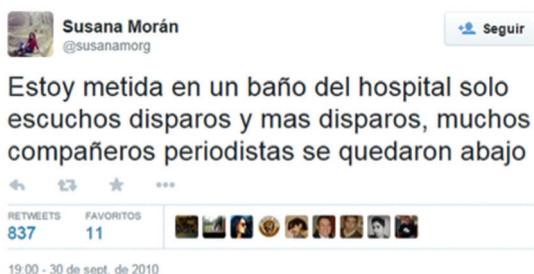 Susana Morán
@susanamorg
Seguir
Estoy metida en un baño del hospital solo
escuchos disparos y mas disparos, muchos
compañeros periodistas se quedaron abajo
RETWEETS FAVORITOS
837 11
19:00 - 30 de sept. de 2010